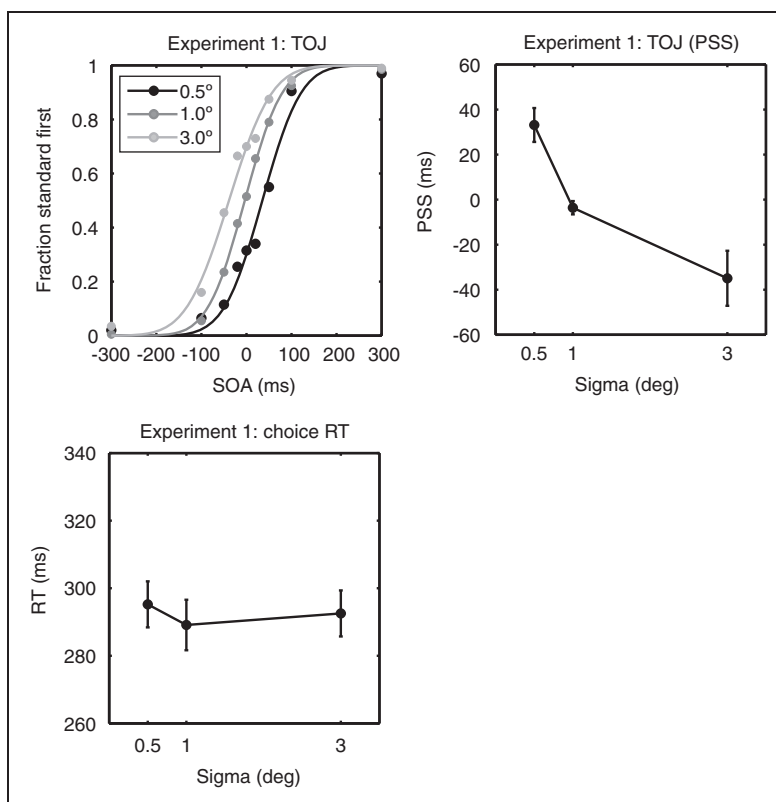 Experiment 1: TOJ
Fraction standard first
1
0.8
0.6
0.4
0.2
0
0.5º
1.0º
3.0º
-300
-200
-100
0
100
200
300
SOA (ms)
Experiment 1: TOJ (PSS)
PSS (ms)
60
40
20
0
-20
-40
-60
0.5
1
3
Sigma (deg)
Experiment 1: choice RT
RT (ms)
340
320
300
280
260
0.5
1
3
Sigma (deg)